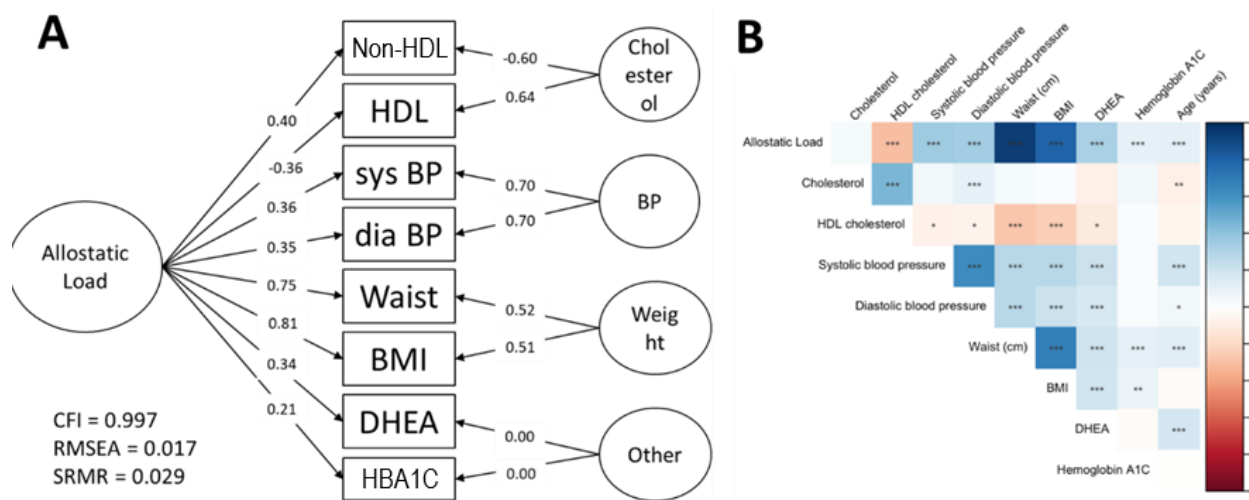 A
Allostatic
Load
0.40
-0.36
0.36
0.35
0.75
0.81
0.34
0.21
Non-HDL
HDL
sys BP
dia BP
Waist
BMI
DHEA
HBA1C
-0.60
0.64
0.70
0.70
0.52
0.51
0.00
0.00
Chol
ester
ol
BP
Weig
ht
Other
CFI = 0.997
RMSEA = 0.017
SRMR = 0.029
B
Cholesterol
HDL cholesterol
Systolic blood pressure
Diastolic blood pressure
Waist (cm)
BMI
DHEA
Hemoglobin A1C
Age (years)
Allostatic Load *** *** *** *** *** *** *** ***
Cholesterol *** *** **
HDL cholesterol * * *** *** *
Systolic blood pressure *** *** *** *** ***
Diastolic blood pressure *** *** *** *
Waist (cm) *** *** *** ***
BMI *** **
DHEA ***
Hemoglobin A1C